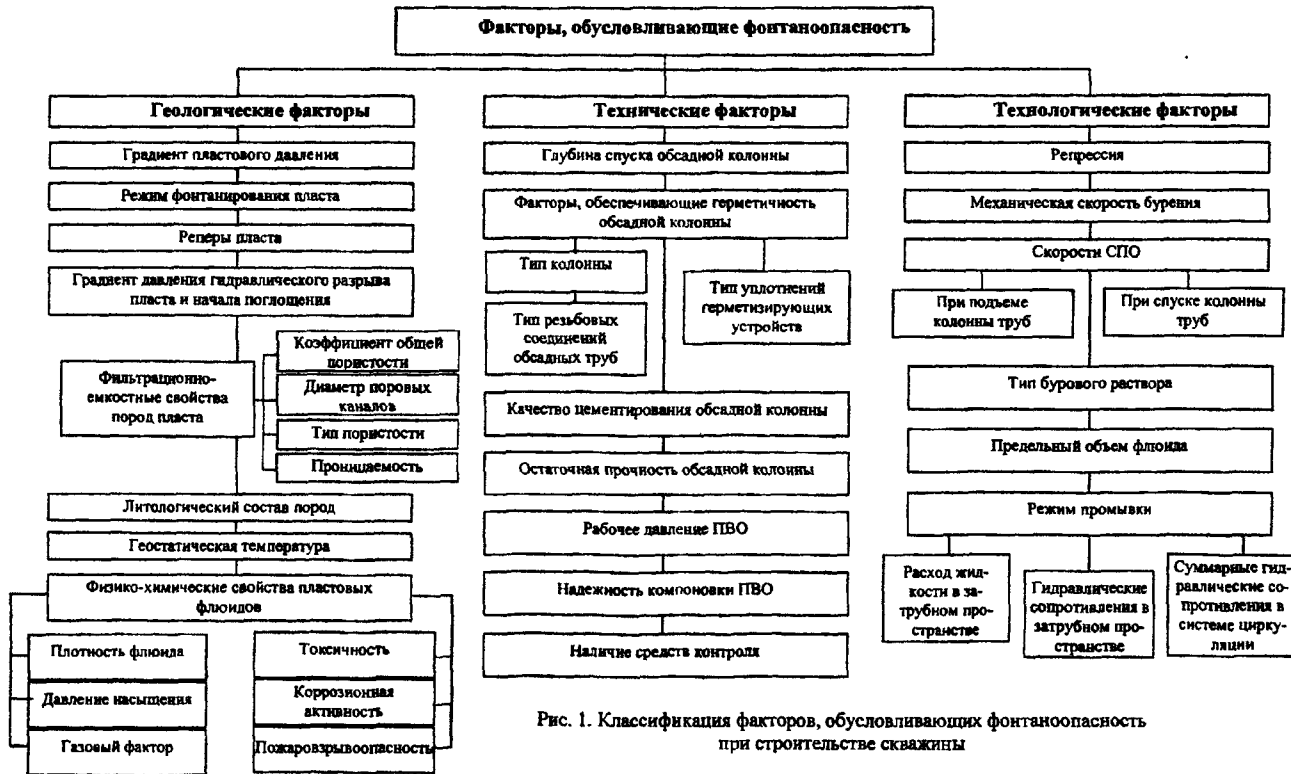 Факторы, обусловливающие фонтаноопасность
Геологические факторы
Градиент пластового давления
Режим фонтанирования пласта
Реперы пласта
Градиент давления гидравлического разрыва
пласта и начала поглощения
Фильтрационно-
емкостные свойства
пород пласта
Коэффициент общей
пористости
Диаметр поровых
каналов
Тип пористости
Проницаемость
Литологический состав пород
Геостатическая температура
Физико-химические свойства пластовых
флюидов
Плотность флюида
Давление насыщения
Газовый фактор
Токсичность
Коррозионная
активность
Пожаровзрывоопасность
Технические факторы
Глубина спуска обсадной колонны
Факторы, обеспечивающие герметичность
обсадной колонны
Тип колонны
Тип резьбовых
соединений
обсадных труб
Тип уплотнений
герметизирующих
устройств
Качество цементирования обсадной колонны
Остаточная прочность обсадной колонны
Рабочее давление ПВО
Надежность компоновки ПВО
Наличие средств контроля
Технологические факторы
Репрессия
Механическая скорость бурения
Скорости СПО
При подъеме
колонны труб
При спуске колонны
труб
Тип бурового раствора
Предельный объем флюида
Режим промывки
Расход жид-
кости в за-
трубном про-
странстве
Гидравлические
сопротивления в
затрубном про-
странстве
Суммарные гид-
равлические со-
противления в
системе цирку-
ляции
Рис. 1. Классификация факторов, обусловливающих фонтаноопасность
при строительстве скважины